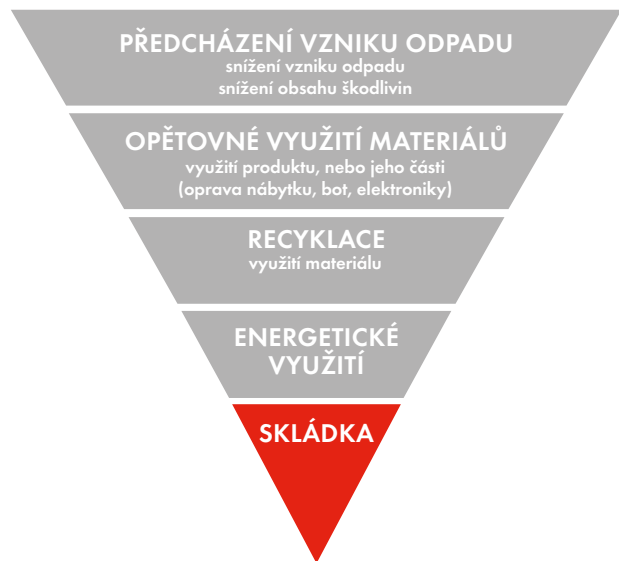 PŘEDCHÁZENÍ VZNIKU ODPADU
snížení vzniku odpadu
snížení obsahu škodlivin
OPĚTOVNÉ VYUŽITÍ MATERIÁLŮ
využití produktu, nebo jeho části
(oprava nábytku, bot, elektroniky)
RECYKLACE
využití materiálu
ENERGETICKÉ
VYUŽITÍ
SKLÁDKA